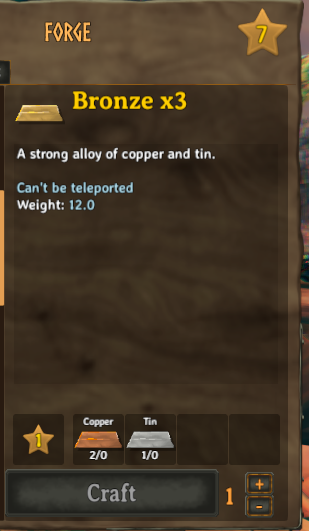 FORGE
7
Bronze x3
A strong alloy of copper and tin.
Can't be teleported
Weight: 12.0
1
Copper
Tin
2/0
1/0
Craft
1
+
-